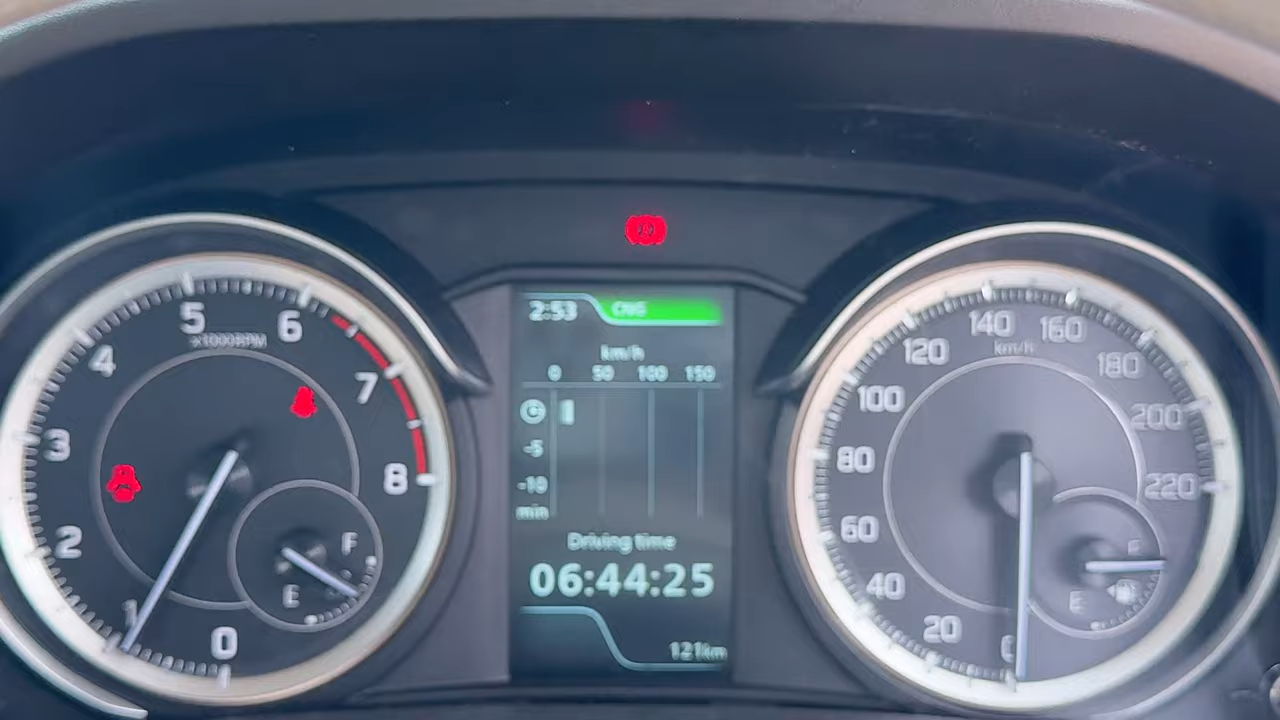 5
6
x1000RPM
4
7
3
8
2
1
0
F
E
2:53 CNG
km/h
0 50 100 150
-5
-10
min
Driving time
06:44:25
121km
140 160
km/h
120
180
100
200
80
220
60
40
20
0
F
E